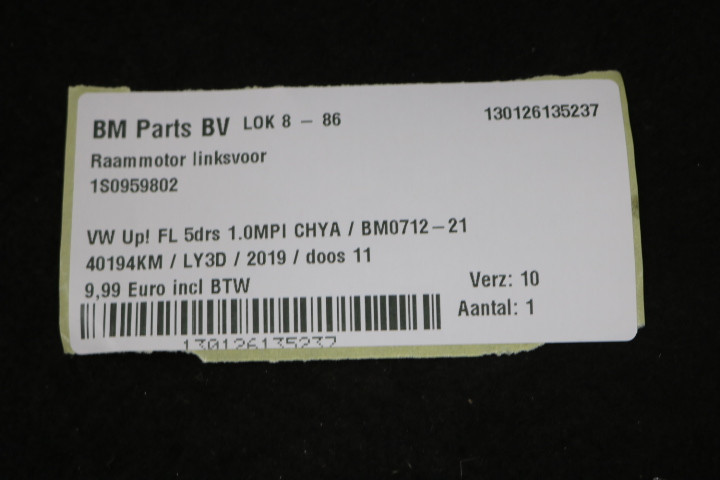 BM Parts BV LOK 8 – 86 130126135237
Raammotor linksvoor
1S0959802
VW Up! FL 5drs 1.0MPI CHYA / BM0712–21
40194KM / LY3D / 2019 / doos 11
9,99 Euro incl BTW Verz: 10
Aantal: 1
130126135237